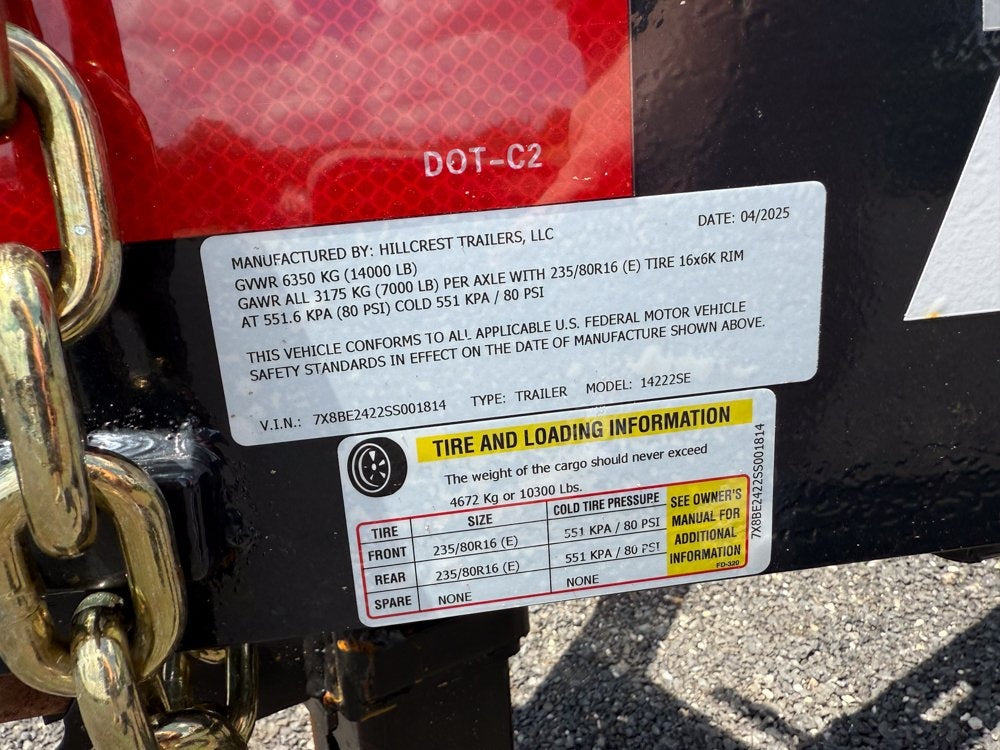 DOT-C2
DATE: 04/2025
MANUFACTURED BY: HILLCREST TRAILERS, LLC
GVWR 6350 KG (14000 LB)
GAWR ALL 3175 KG (7000 LB) PER AXLE WITH 235/80R16 (E) TIRE 16x6K RIM
AT 551.6 KPA (80 PSI) COLD 551 KPA / 80 PSI
THIS VEHICLE CONFORMS TO ALL APPLICABLE U.S. FEDERAL MOTOR VEHICLE
SAFETY STANDARDS IN EFFECT ON THE DATE OF MANUFACTURE SHOWN ABOVE.
V.I.N.: 7X8BE2422SS001814 TYPE: TRAILER MODEL: 14222SE
TIRE AND LOADING INFORMATION
The weight of the cargo should never exceed
4672 Kg or 10300 Lbs.
TIRE SIZE COLD TIRE PRESSURE
FRONT 235/80R16 (E) 551 KPA / 80 PSI
REAR 235/80R16 (E) 551 KPA / 80 PSI
SPARE NONE NONE
SEE OWNER'S
MANUAL FOR
ADDITIONAL
INFORMATION
FD-320
7X8BE2422SS001814